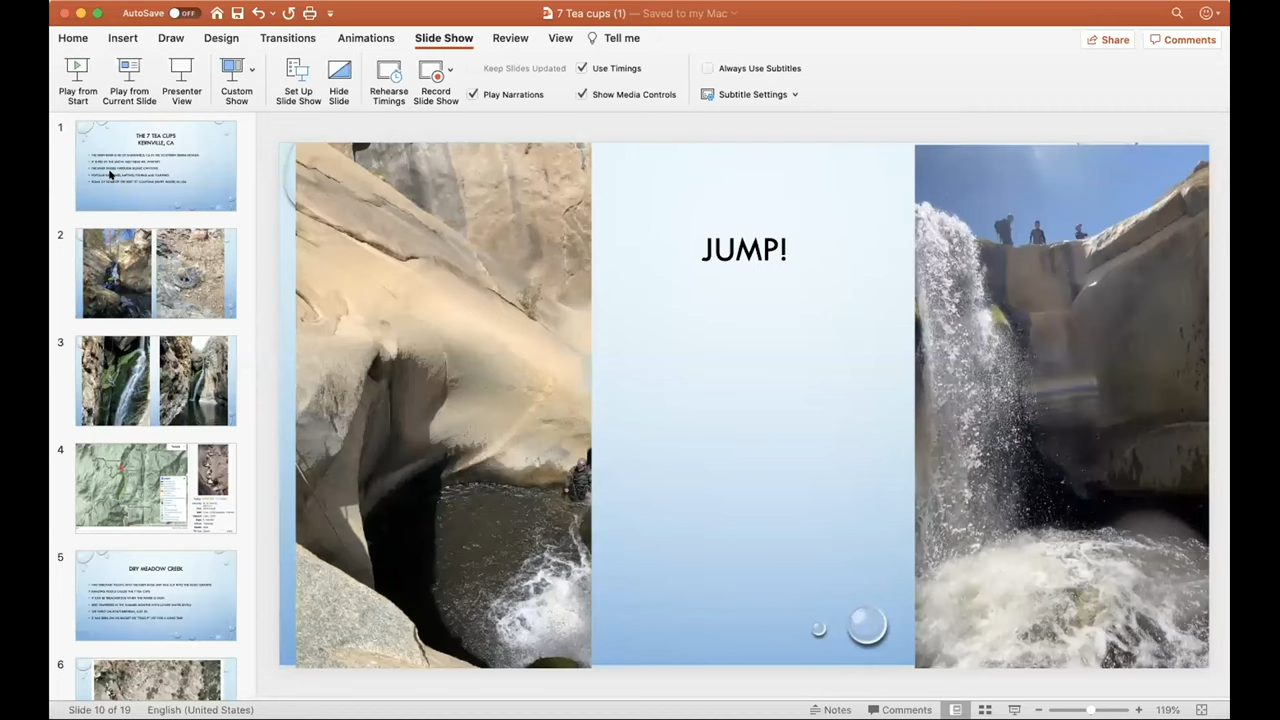 AutoSave OFF
7 Tea cups (1) — Saved to my Mac
Home Insert Draw Design Transitions Animations Slide Show Review View Tell me
Share Comments
Play from Start
Play from Current Slide
Presenter View
Custom Show
Set Up Slide Show
Hide Slide
Rehearse Timings
Record Slide Show
Keep Slides Updated
Use Timings
Play Narrations
Show Media Controls
Always Use Subtitles
Subtitle Settings
1
THE 7 TEA CUPS
KERNVILLE, CA
2
3
4
5
DRY MEADOW CREEK
6
JUMP!
Slide 10 of 19 English (United States)
Notes Comments 119%